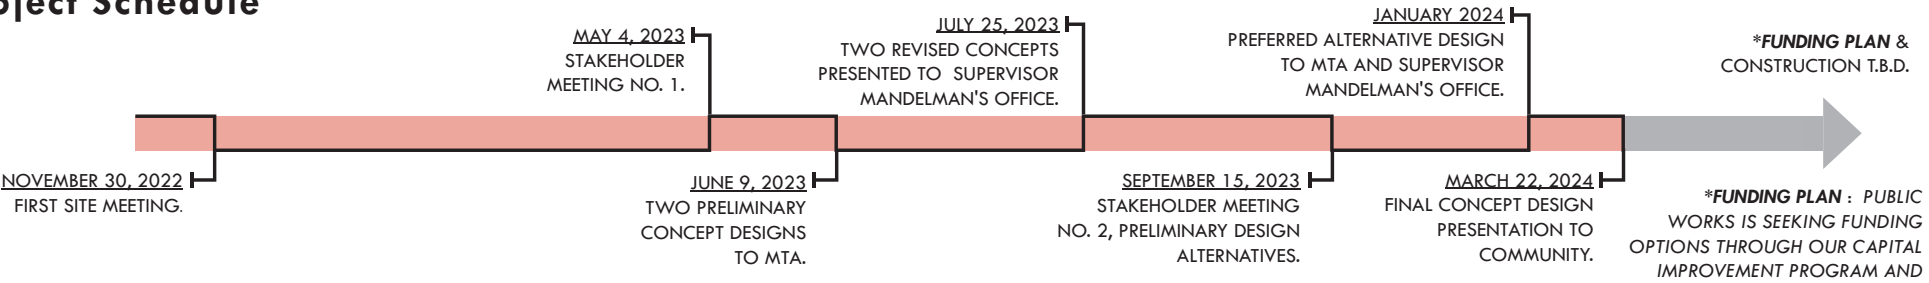 oject Schedule
NOVEMBER 30, 2022
FIRST SITE MEETING.
MAY 4, 2023
STAKEHOLDER
MEETING NO. 1.
JUNE 9, 2023
TWO PRELIMINARY
CONCEPT DESIGNS
TO MTA.
JULY 25, 2023
TWO REVISED CONCEPTS
PRESENTED TO SUPERVISOR
MANDELMAN'S OFFICE.
SEPTEMBER 15, 2023
STAKEHOLDER MEETING
NO. 2, PRELIMINARY DESIGN
ALTERNATIVES.
JANUARY 2024
PREFERRED ALTERNATIVE DESIGN
TO MTA AND SUPERVISOR
MANDELMAN'S OFFICE.
MARCH 22, 2024
FINAL CONCEPT DESIGN
PRESENTATION TO
COMMUNITY.
*FUNDING PLAN &
CONSTRUCTION T.B.D.
*FUNDING PLAN : PUBLIC
WORKS IS SEEKING FUNDING
OPTIONS THROUGH OUR CAPITAL
IMPROVEMENT PROGRAM AND